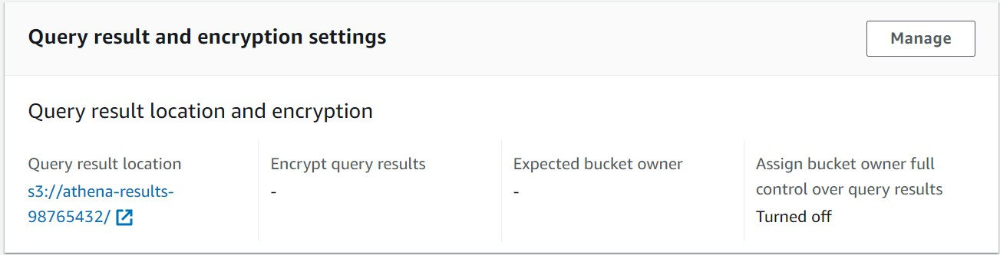 Query result and encryption settings
Manage
Query result location and encryption
Query result location
s3://athena-results-
98765432/
Encrypt query results
-
Expected bucket owner
-
Assign bucket owner full
control over query results
Turned off